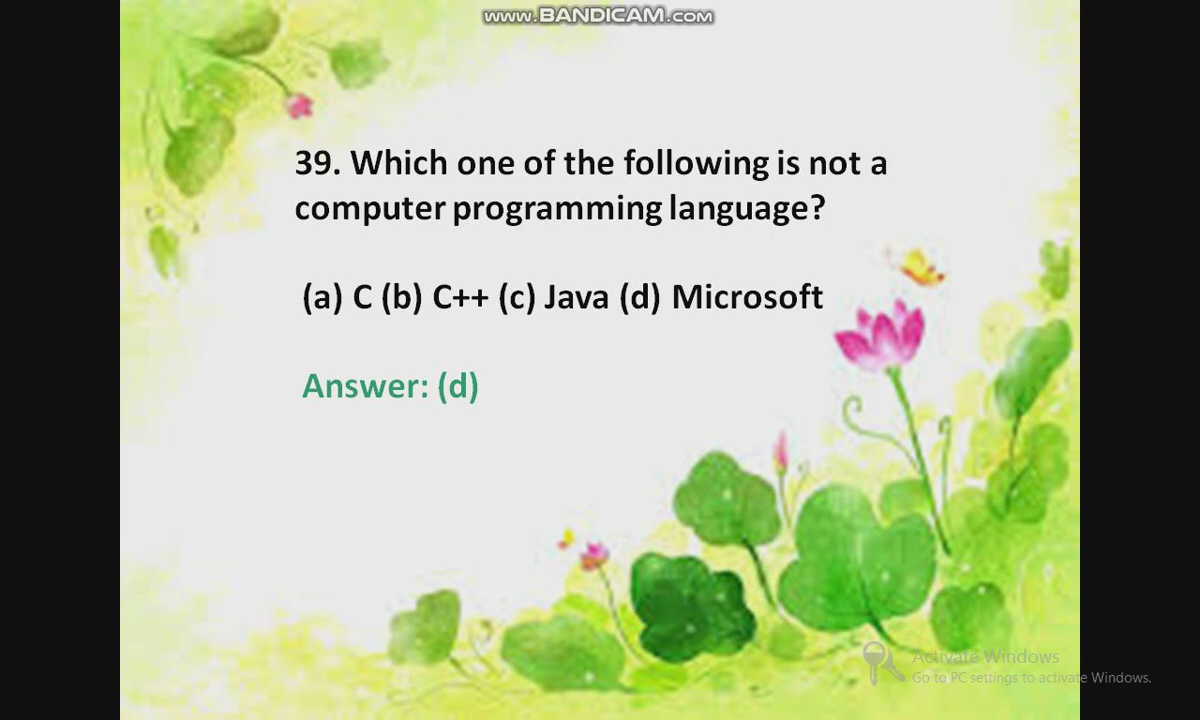 www.BANDICAM.com
39. Which one of the following is not a
computer programming language?
(a) C (b) C++ (c) Java (d) Microsoft
Answer: (d)
Activate Windows
Go to PC settings to activate Windows.